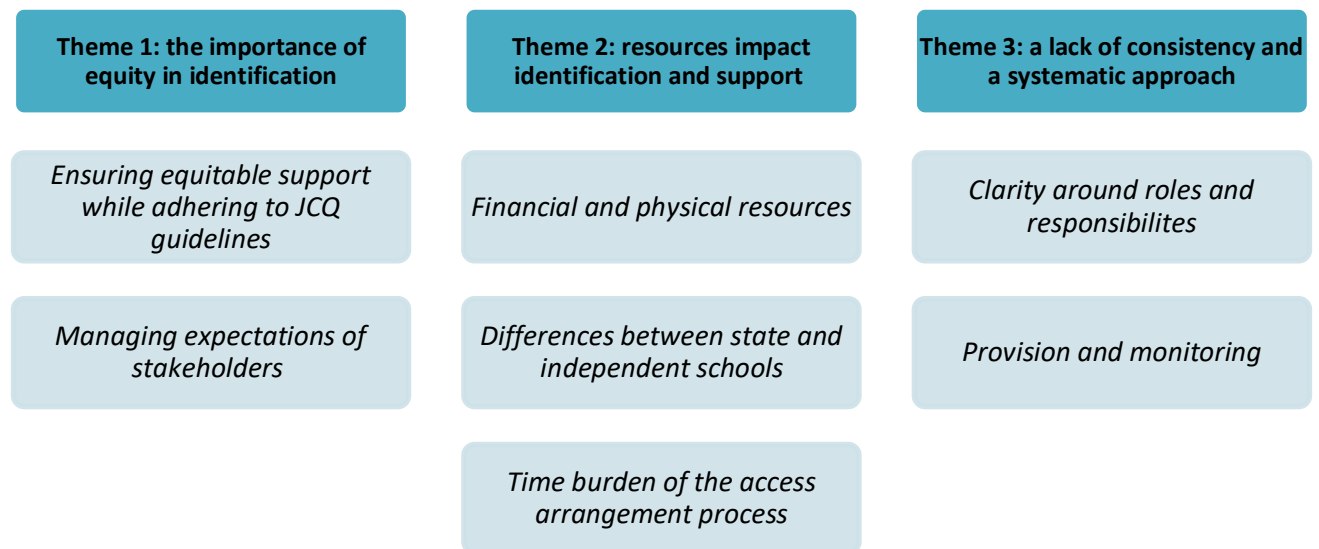 Theme 1: the importance of
equity in identification
Ensuring equitable support
while adhering to JCQ
guidelines
Managing expectations of
stakeholders
Theme 2: resources impact
identification and support
Financial and physical resources
Differences between state and
independent schools
Time burden of the access
arrangement process
Theme 3: a lack of consistency and
a systematic approach
Clarity around roles and
responsibilites
Provision and monitoring